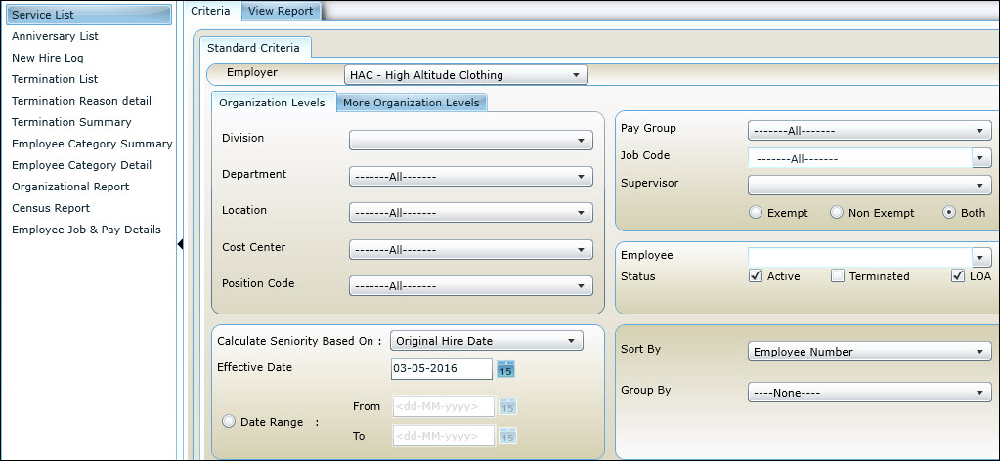 Service List
Anniversary List
New Hire Log
Termination List
Termination Reason detail
Termination Summary
Employee Category Summary
Employee Category Detail
Organizational Report
Census Report
Employee Job & Pay Details
Criteria View Report
Standard Criteria
Employer HAC - High Altitude Clothing
Organization Levels More Organization Levels
Division
Department -------All-------
Location -------All-------
Cost Center -------All-------
Position Code -------All-------
Pay Group -------All-------
Job Code -------All-------
Supervisor
Exempt Non Exempt Both
Employee
Status Active Terminated LOA
Calculate Seniority Based On : Original Hire Date
Effective Date 03-05-2016 15
From <dd-MM-yyyy> 15
Date Range :
To <dd-MM-yyyy> 15
Sort By Employee Number
Group By ----None----